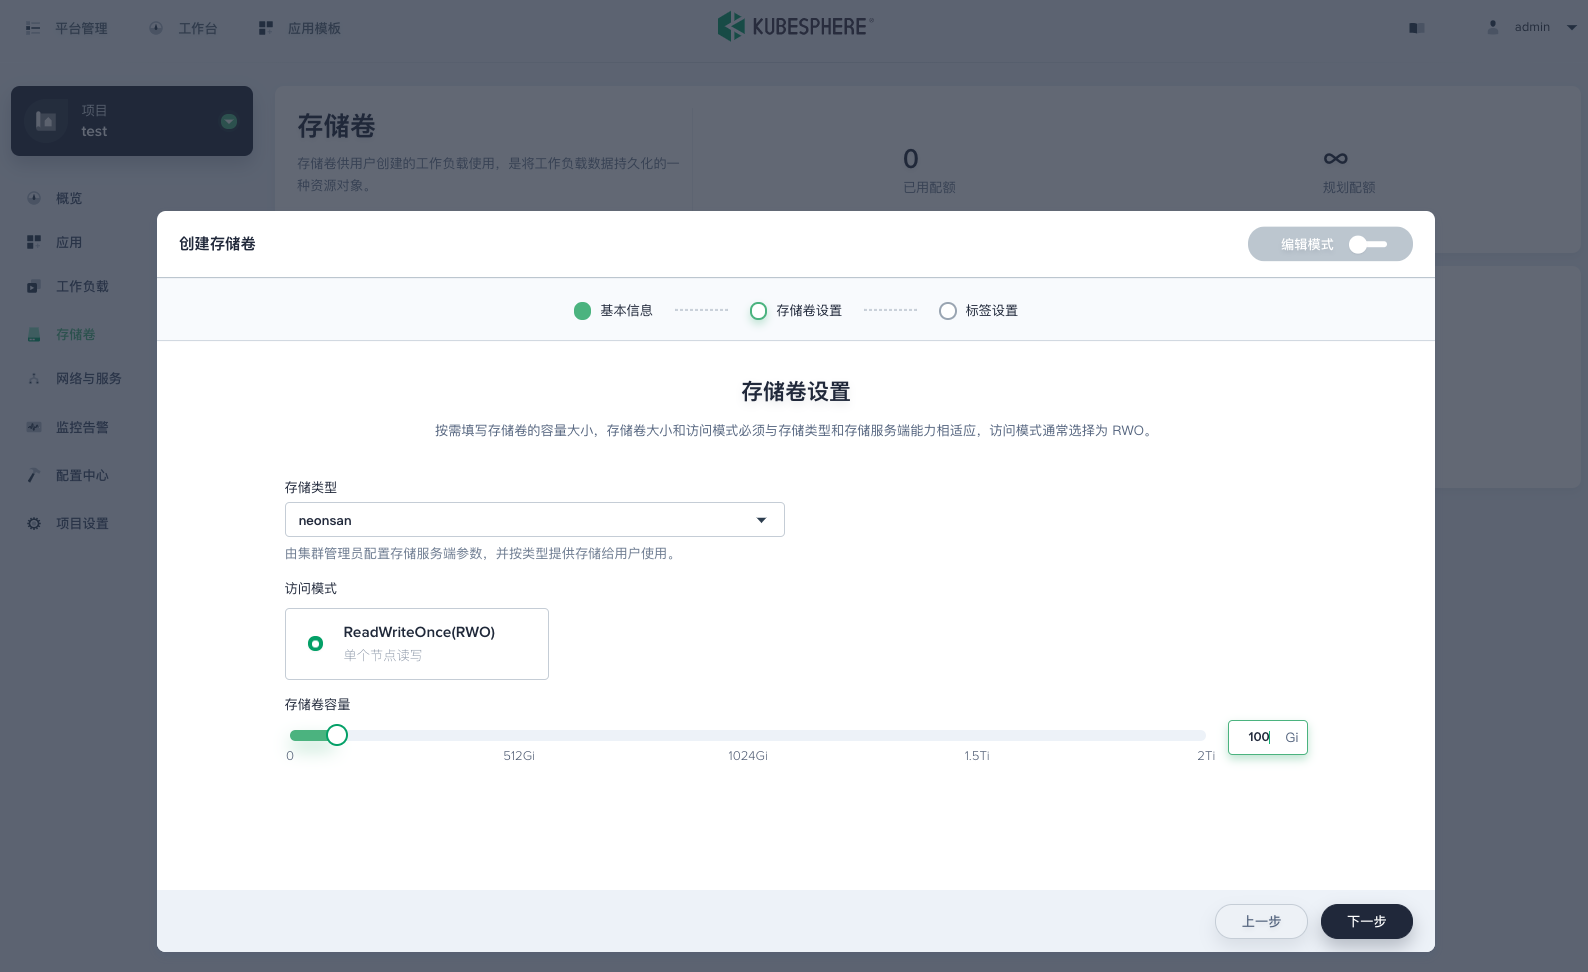 平台管理
工作台
应用模板
KUBESPHERE
admin
项目
test
概览
应用
工作负载
存储卷
网络与服务
监控告警
配置中心
项目设置
存储卷
存储卷供用户创建的工作负载使用，是将工作负载数据持久化的一
种资源对象。
0
已用配额
∞
规划配额
创建存储卷
编辑模式
基本信息
存储卷设置
标签设置
存储卷设置
按需填写存储卷的容量大小，存储卷大小和访问模式必须与存储类型和存储服务端能力相适应，访问模式通常选择为 RWO。
存储类型
neonsan
由集群管理员配置存储服务端参数，并按类型提供存储给用户使用。
访问模式
ReadWriteOnce(RWO)
单个节点读写
存储卷容量
0
512Gi
1024Gi
1.5Ti
2Ti
100 Gi
上一步
下一步